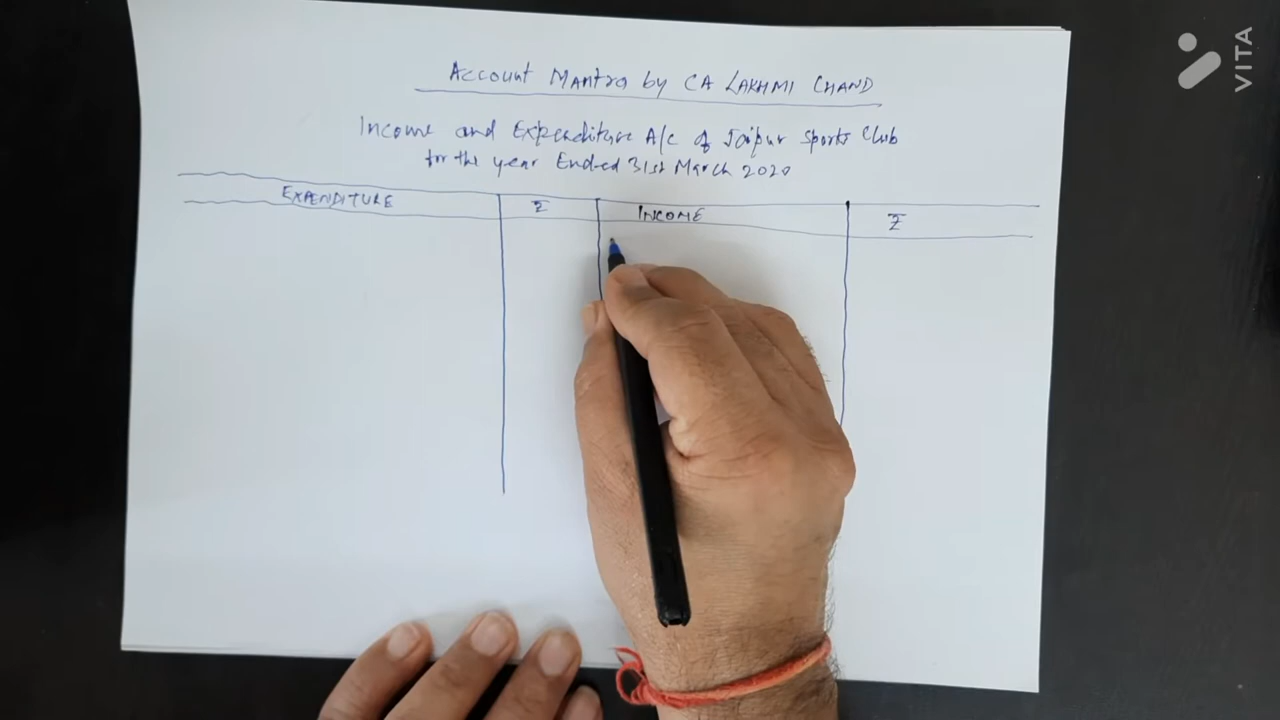 Account Mantra by CA LAKHMI CHAND
Income and Expenditure A/c of Jaipur Sports Club
for the year Ended 31st March 2020
EXPENDITURE ₹ INCOME ₹
VITA